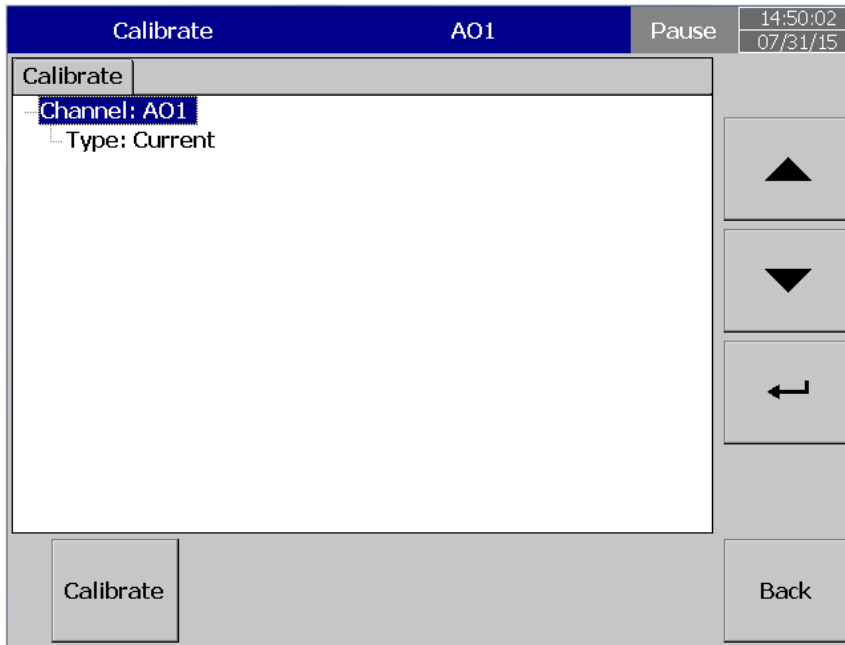 Calibrate AO1 Pause 14:50:02
07/31/15
Calibrate
Channel: AO1
Type: Current
Calibrate
Back